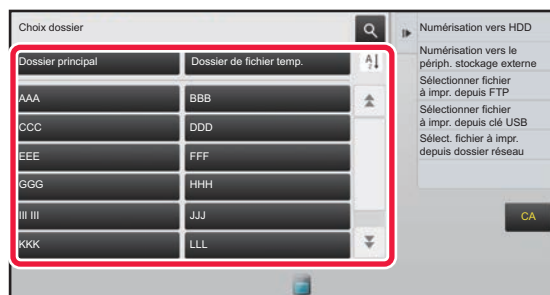 Choix dossier
Dossier principal
Dossier de fichier temp.
AAA
BBB
CCC
DDD
EEE
FFF
GGG
HHH
III III
JJJ
KKK
LLL
Numérisation vers HDD
Numérisation vers le
périph. stockage externe
Sélectionner fichier
à impr. depuis FTP
Sélectionner fichier
à impr. depuis clé USB
Sélect. fichier à impr.
depuis dossier réseau
CA